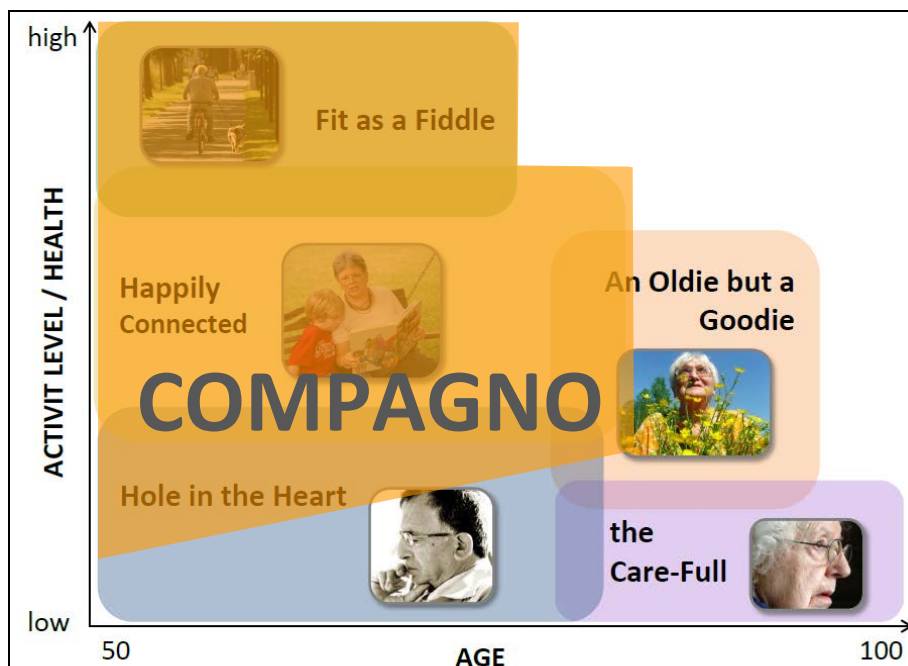 high
Fit as a Fiddle
ACTIVIT LEVEL / HEALTH
Happily
Connected
An Oldie but a
Goodie
COMPAGNO
Hole in the Heart
the
Care-Full
low
50
AGE
100